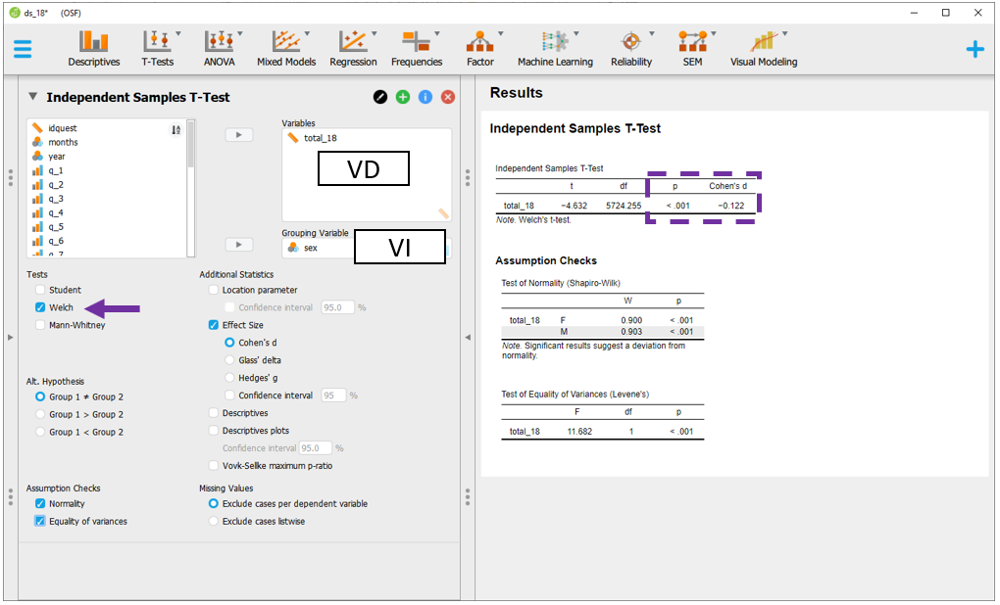 ds_18* (OSF)
Descriptives T-Tests ANOVA Mixed Models Regression Frequencies Factor Machine Learning Reliability SEM Visual Modeling
Independent Samples T-Test
idquest
months
year
q_1
q_2
q_3
q_4
q_5
q_6
q_7
Variables
total_18
VD
Grouping Variable
sex
VI
Tests
Student
Welch
Mann-Whitney
Alt. Hypothesis
Group 1 ≠ Group 2
Group 1 > Group 2
Group 1 < Group 2
Assumption Checks
Normality
Equality of variances
Additional Statistics
Location parameter
Confidence interval 95.0 %
Effect Size
Cohen's d
Glass' delta
Hedges' g
Confidence interval 95 %
Descriptives
Descriptives plots
Confidence interval 95.0 %
Vovk-Sellke maximum p-ratio
Missing Values
Exclude cases per dependent variable
Exclude cases listwise
Results
Independent Samples T-Test
Independent Samples T-Test
t df p Cohen's d
total_18 −4.632 5724.255 < .001 −0.122
Note. Welch's t-test.
Assumption Checks
Test of Normality (Shapiro-Wilk)
W p
total_18 F 0.900 < .001
M 0.903 < .001
Note. Significant results suggest a deviation from
normality.
Test of Equality of Variances (Levene's)
F df p
total_18 11.682 1 < .001